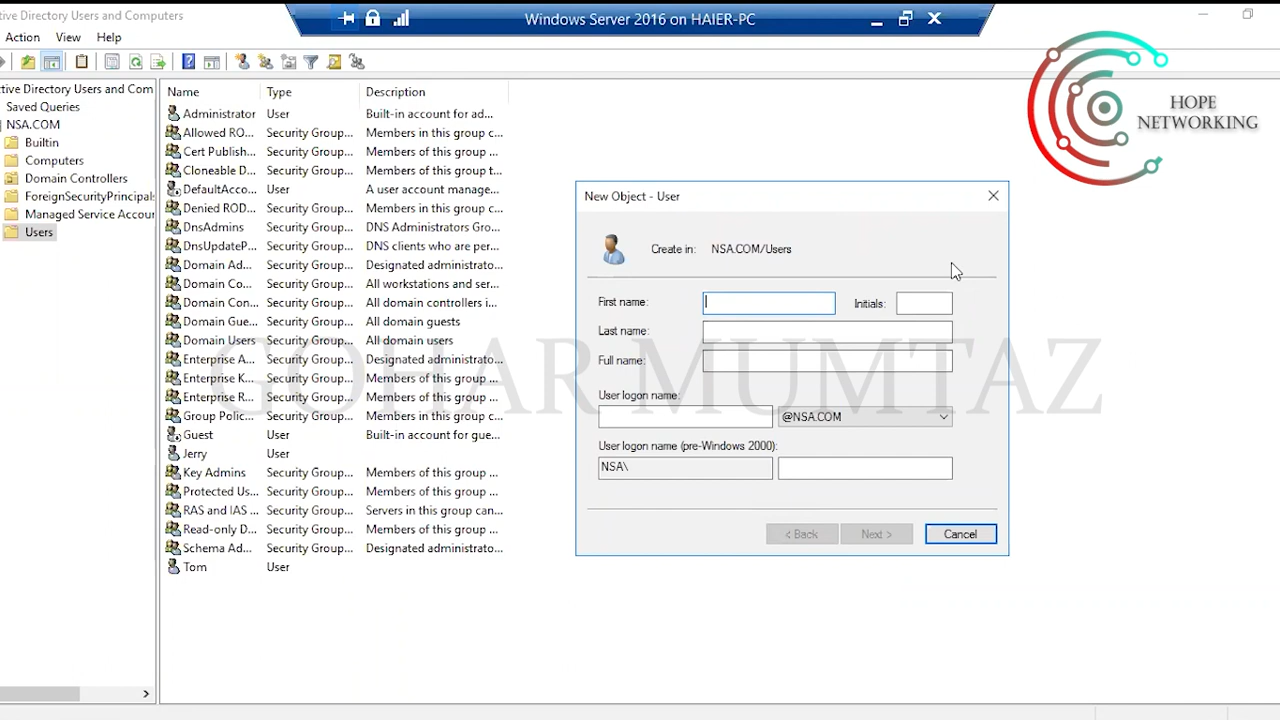 ctive Directory Users and Computers
Windows Server 2016 on HAIER-PC
Action View Help
HOPE
NETWORKING
ctive Directory Users and Com
Saved Queries
NSA.COM
Builtin
Computers
Domain Controllers
ForeignSecurityPrincipals
Managed Service Accour
Users
Name Type Description
Administrator User Built-in account for ad...
Allowed RO... Security Group... Members in this group c...
Cert Publish... Security Group... Members of this group ...
Cloneable D... Security Group... Members of this group t...
DefaultAcco... User A user account manage...
Denied ROD... Security Group... Members in this group c...
DnsAdmins Security Group... DNS Administrators Gro...
DnsUpdateP... Security Group... DNS clients who are per...
Domain Ad... Security Group... Designated administrato...
Domain Co... Security Group... All workstations and ser...
Domain Con... Security Group... All domain controllers i...
Domain Gue... Security Group... All domain guests
Domain Users Security Group... All domain users
Enterprise A... Security Group... Designated administrato...
Enterprise K... Security Group... Members of this group ...
Enterprise R... Security Group... Members of this group ...
Group Polic... Security Group... Members in this group c...
Guest User Built-in account for gue...
Jerry User
Key Admins Security Group... Members of this group ...
Protected Us... Security Group... Members of this group ...
RAS and IAS ... Security Group... Servers in this group can...
Read-only D... Security Group... Members of this group ...
Schema Ad... Security Group... Designated administrato...
Tom User
New Object - User
Create in: NSA.COM/Users
First name: Initials:
Last name:
Full name:
User logon name:
@NSA.COM
User logon name (pre-Windows 2000):
NSA\
< Back Next > Cancel
GOHAR MUMTAZ